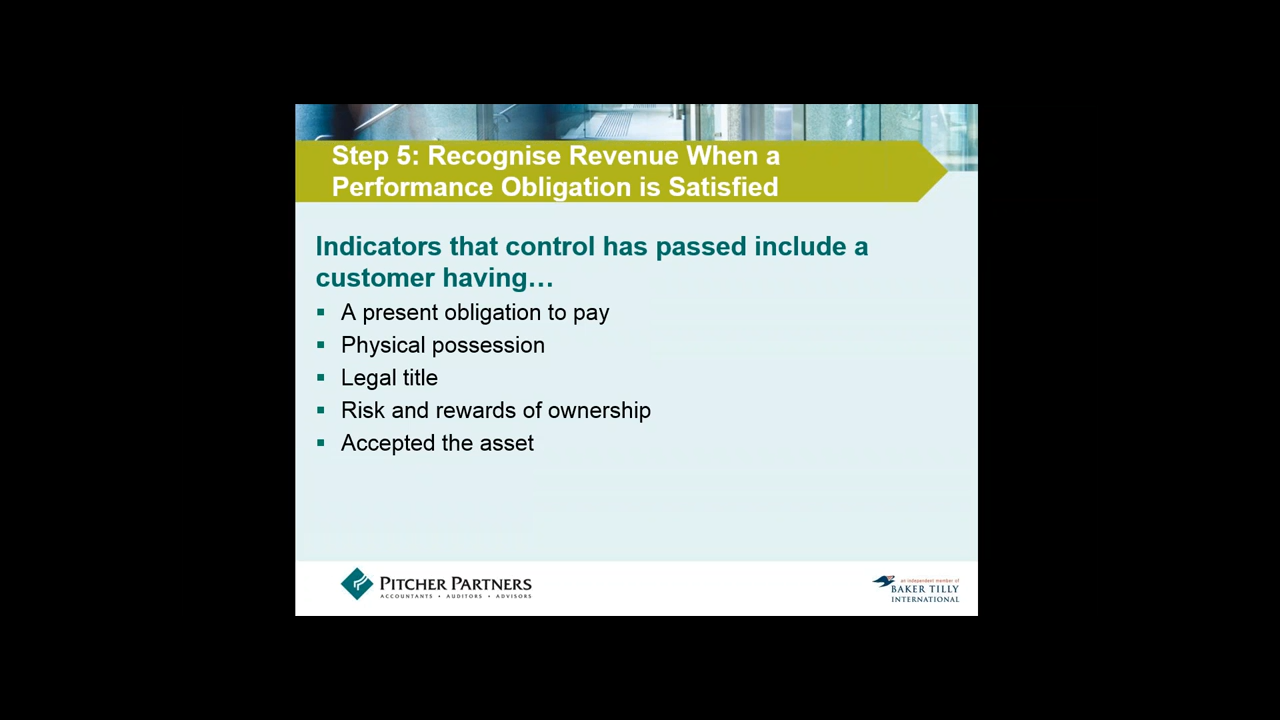 Step 5: Recognise Revenue When a
Performance Obligation is Satisfied
Indicators that control has passed include a
customer having…
▪ A present obligation to pay
▪ Physical possession
▪ Legal title
▪ Risk and rewards of ownership
▪ Accepted the asset
PITCHER PARTNERS
ACCOUNTANTS • AUDITORS • ADVISORS
an independent member of
BAKER TILLY
INTERNATIONAL